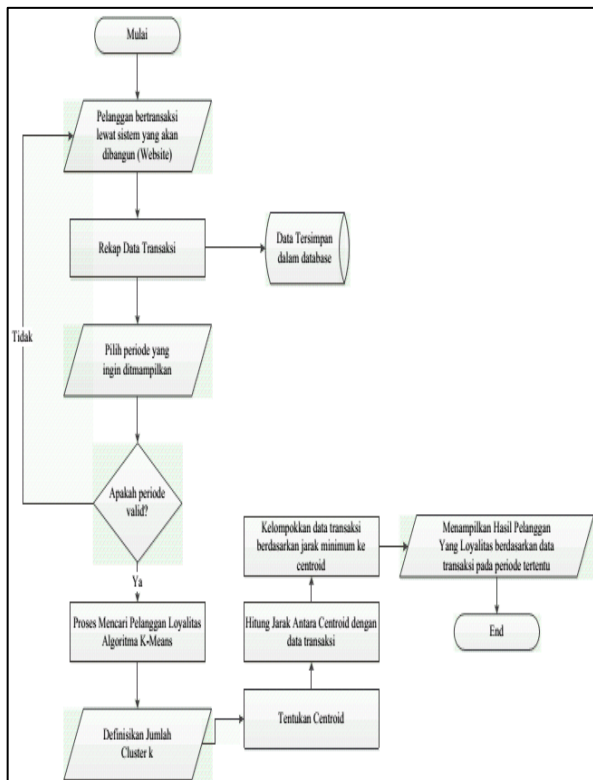 Mulai
Pelanggan bertransaksi
lewat sistem yang akan
dibangun (Website)
Rekap Data Transaksi
Data Tersimpan
dalam database
Tidak
Pilih periode yang
ingin ditmampilkan
Apakah periode
valid?
Ya
Proses Mencari Pelanggan Loyalitas
Algoritma K-Means
Definisikan Jumlah
Cluster k
Tentukan Centroid
Hitung Jarak Antara Centroid dengan
data transaksi
Kelompokkan data transaksi
berdasarkan jarak minimum ke
centroid
Menampilkan Hasil Pelanggan
Yang Loyalitas berdasarkan data
transaksi pada periode tertentu
End